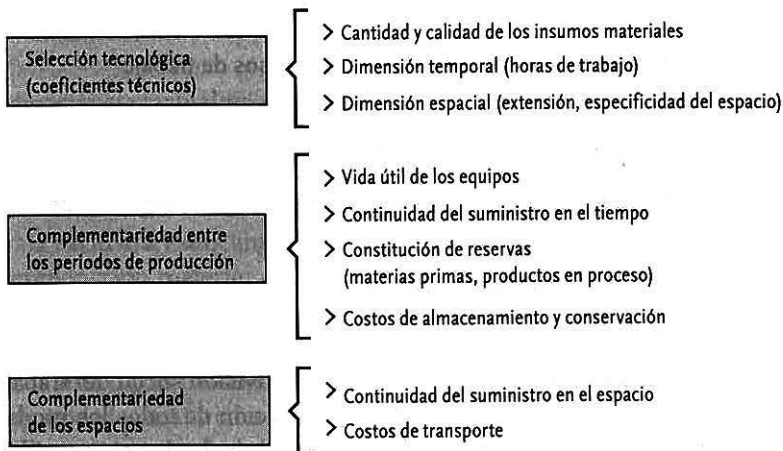 Selección tecnológica
(coeficientes técnicos)
> Cantidad y calidad de los insumos materiales
> Dimensión temporal (horas de trabajo)
> Dimensión espacial (extensión, especificidad del espacio)
Complementariedad entre
los periodos de producción
> Vida útil de los equipos
> Continuidad del suministro en el tiempo
> Constitución de reservas
(materias primas, productos en proceso)
> Costos de almacenamiento y conservación
Complementariedad
de los espacios
> Continuidad del suministro en el espacio
> Costos de transporte